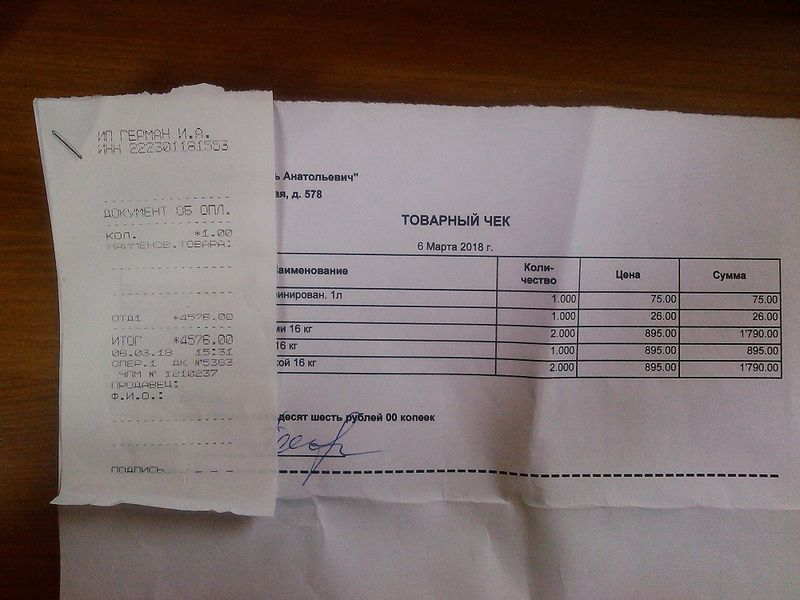 ИП ГЕРМАН И.А.
ИНН 222301181553
ДОКУМЕНТ ОБ ОПЛ.
КОЛ. *1.00
НАИМЕНОВ.ТОВАРА:
ОТД1 *4576.00
ИТОГ *4576.00
06.03.18 15:31
ОПЕР.1 ДК №5363
ЧПМ № 1210237
ПРОДАВЕЦ:
Ф.И.О.:
ПОДПИСЬ
ь Анатольевич"
ая, д. 578
ТОВАРНЫЙ ЧЕК
6 Марта 2018 г.
Наименование Коли-чество Цена Сумма
инирован. 1л 1.000 75.00 75.00
1.000 26.00 26.00
ми 16 кг 2.000 895.00 1'790.00
16 кг 1.000 895.00 895.00
кой 16 кг 2.000 895.00 1'790.00
десят шесть рублей 00 копеек